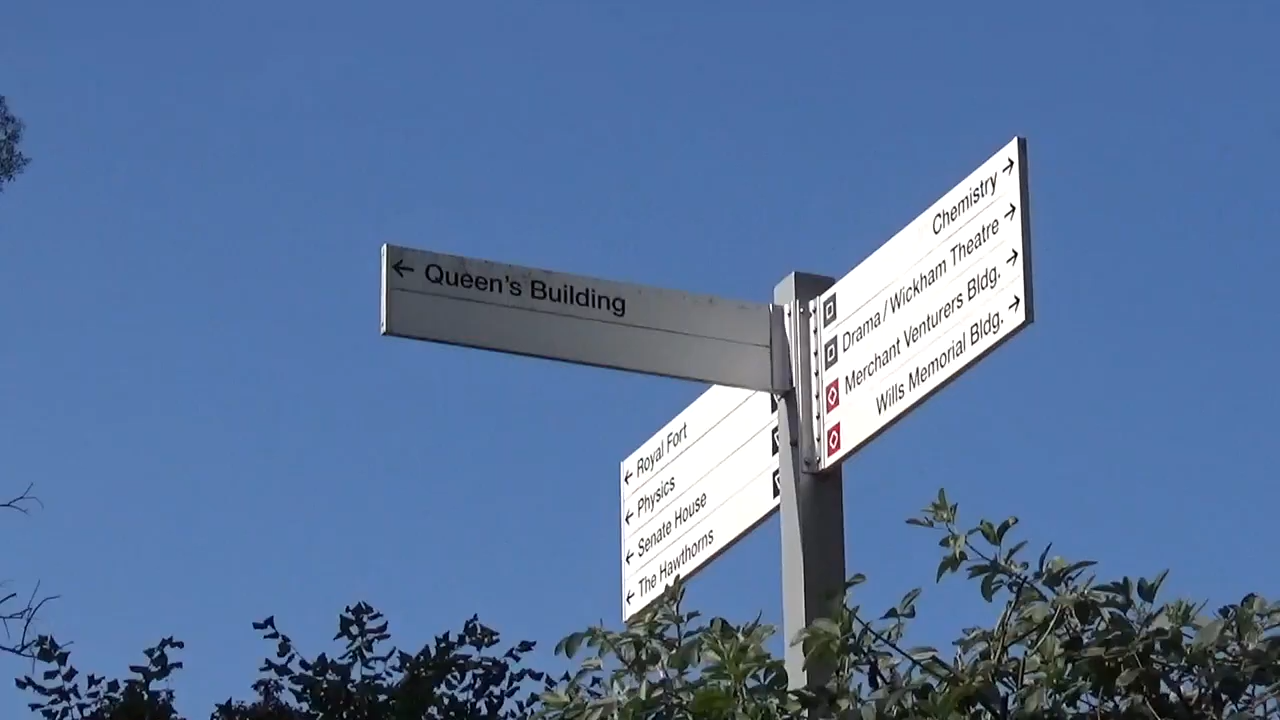 ← Queen's Building
Chemistry →
Drama / Wickham Theatre →
Merchant Venturers Bldg. →
Wills Memorial Bldg. →
← Royal Fort
← Physics
← Senate House
← The Hawthorns